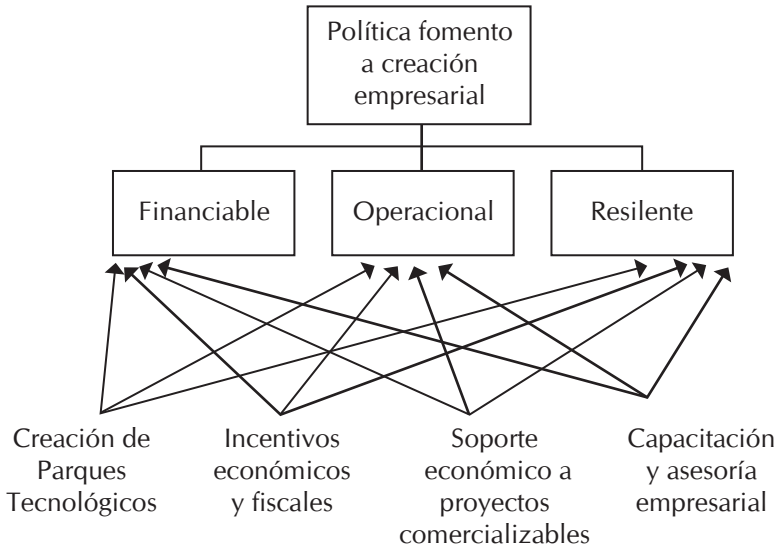 Política fomento
a creación
empresarial
Financiable
Operacional
Resilente
Creación de
Parques
Tecnológicos
Incentivos
económicos
y fiscales
Soporte
económico a
proyectos
comercializables
Capacitación
y asesoría
empresarial